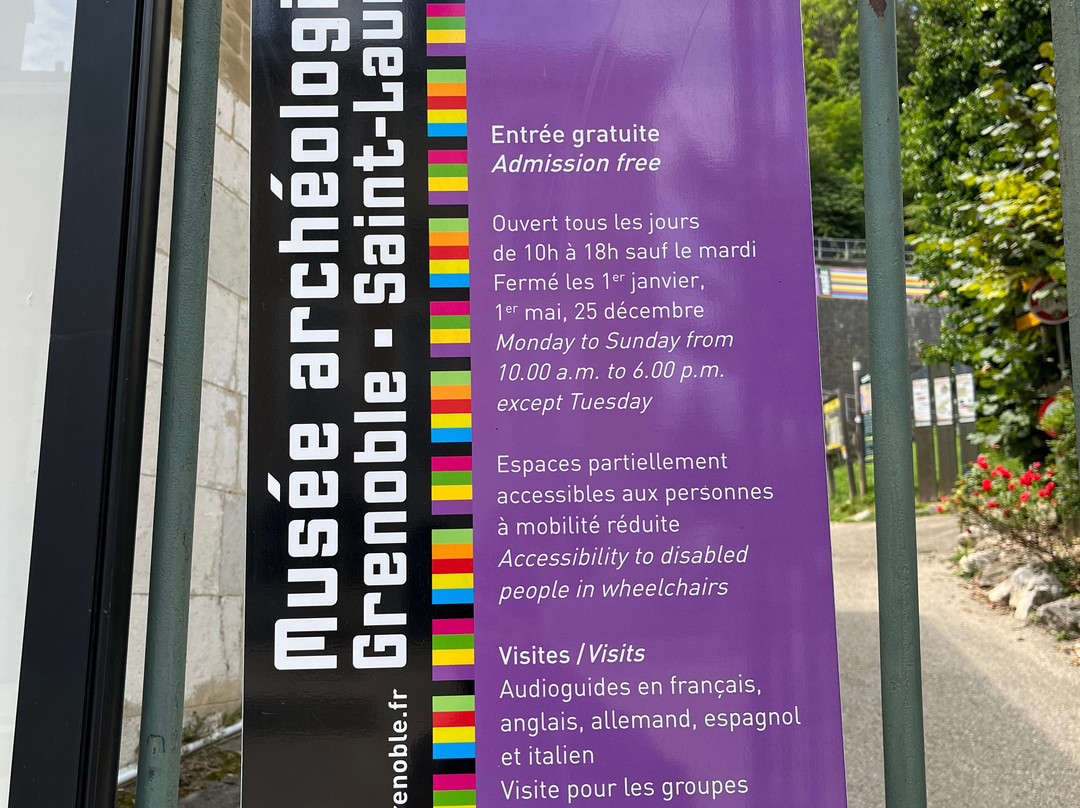 Musée archéologi
Grenoble • Saint-Lau
renoble.fr
Entrée gratuite
Admission free
Ouvert tous les jours
de 10h à 18h sauf le mardi
Fermé les 1er janvier,
1er mai, 25 décembre
Monday to Sunday from
10.00 a.m. to 6.00 p.m.
except Tuesday
Espaces partiellement
accessibles aux personnes
à mobilité réduite
Accessibility to disabled
people in wheelchairs
Visites / Visits
Audioguides en français,
anglais, allemand, espagnol
et italien
Visite pour les groupes